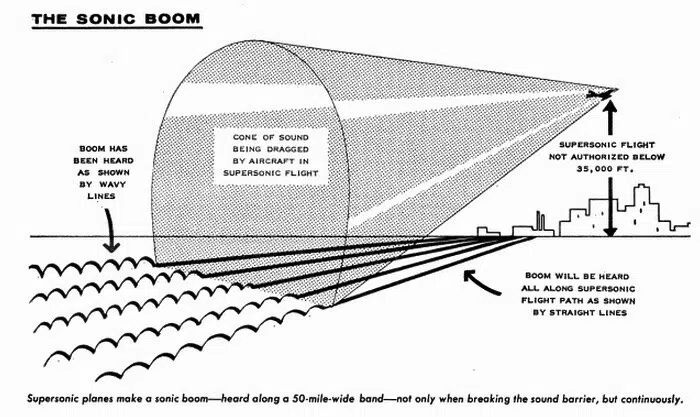 THE SONIC BOOM
CONE OF SOUND
BEING DRAGGED
BY AIRCRAFT IN
SUPERSONIC FLIGHT
BOOM HAS
BEEN HEARD
AS SHOWN
BY WAVY
LINES
SUPERSONIC FLIGHT
NOT AUTHORIZED BELOW
35,000 FT.
BOOM WILL BE HEARD
ALL ALONG SUPERSONIC
FLIGHT PATH AS SHOWN
BY STRAIGHT LINES
Supersonic planes make a sonic boom—heard along a 50-mile-wide band—not only when breaking the sound barrier, but continuously.